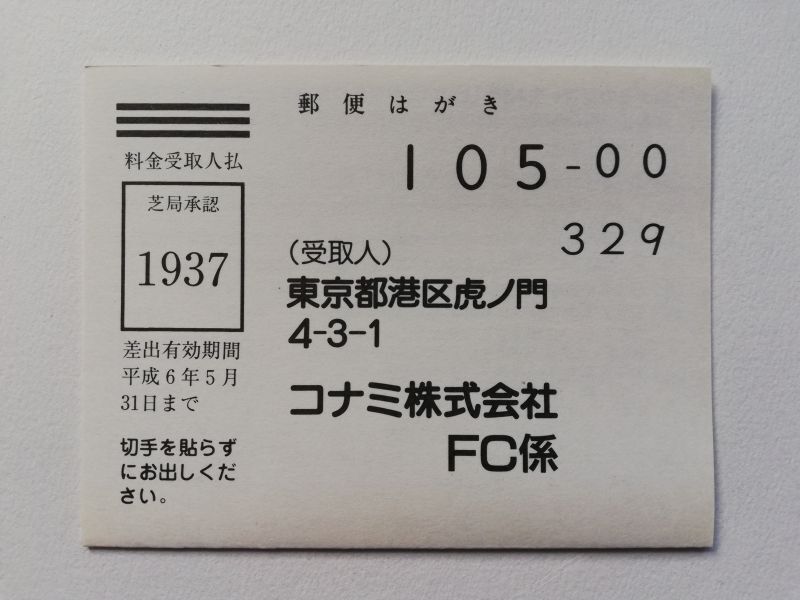 郵便はがき
料金受取人払
芝局承認
1937
差出有効期間
平成6年5月
31日まで
切手を貼らず
にお出しくだ
さい。
105-00
329
(受取人)
東京都港区虎ノ門
4-3-1
コナミ株式会社
FC係